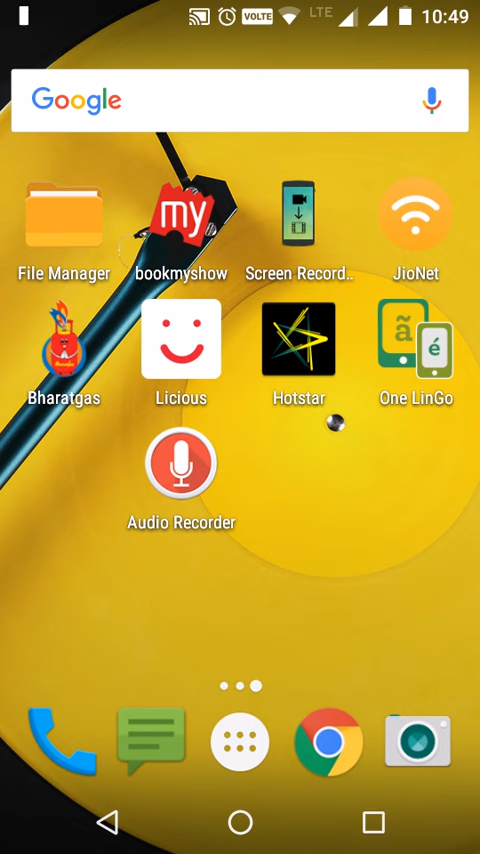 VOLTE LTE 10:49
Google
my
File Manager bookmyshow Screen Record.. JioNet
ã
é
Bharatgas Licious Hotstar One LinGo
Audio Recorder